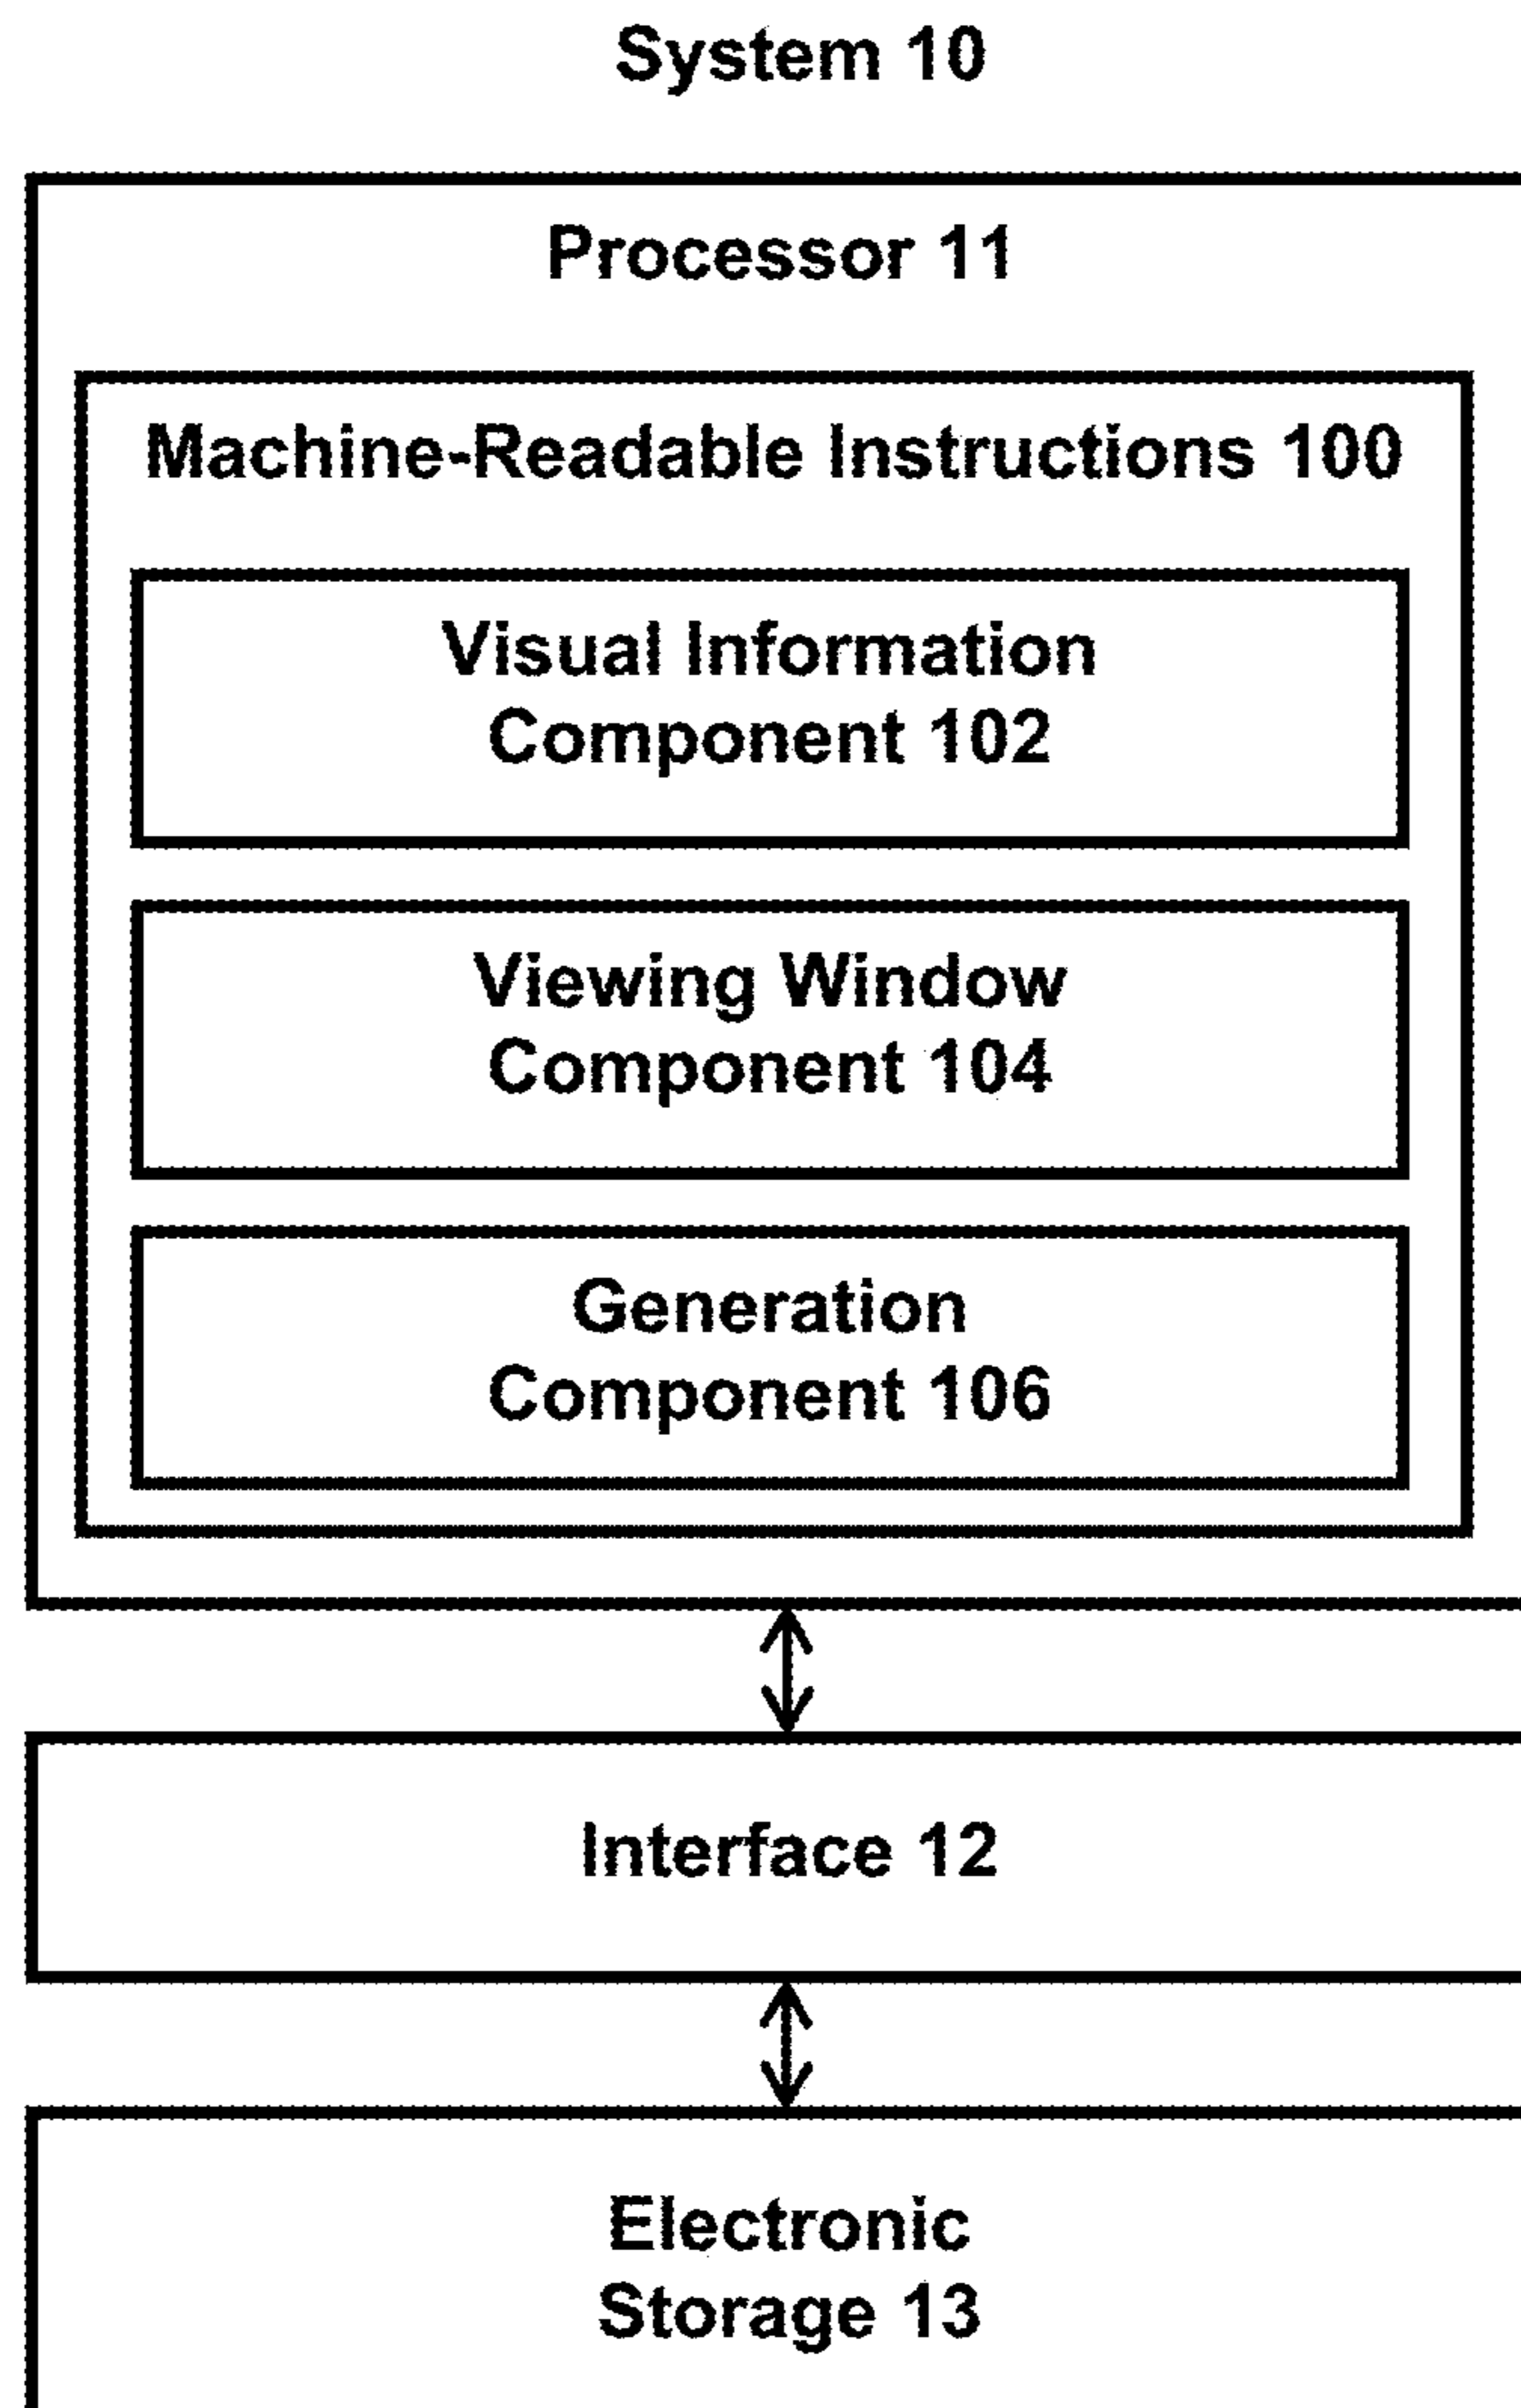 System 10
Processor 11
Machine-Readable Instructions 100
Visual Information
Component 102
Viewing Window
Component 104
Generation
Component 106
Interface 12
Electronic
Storage 13